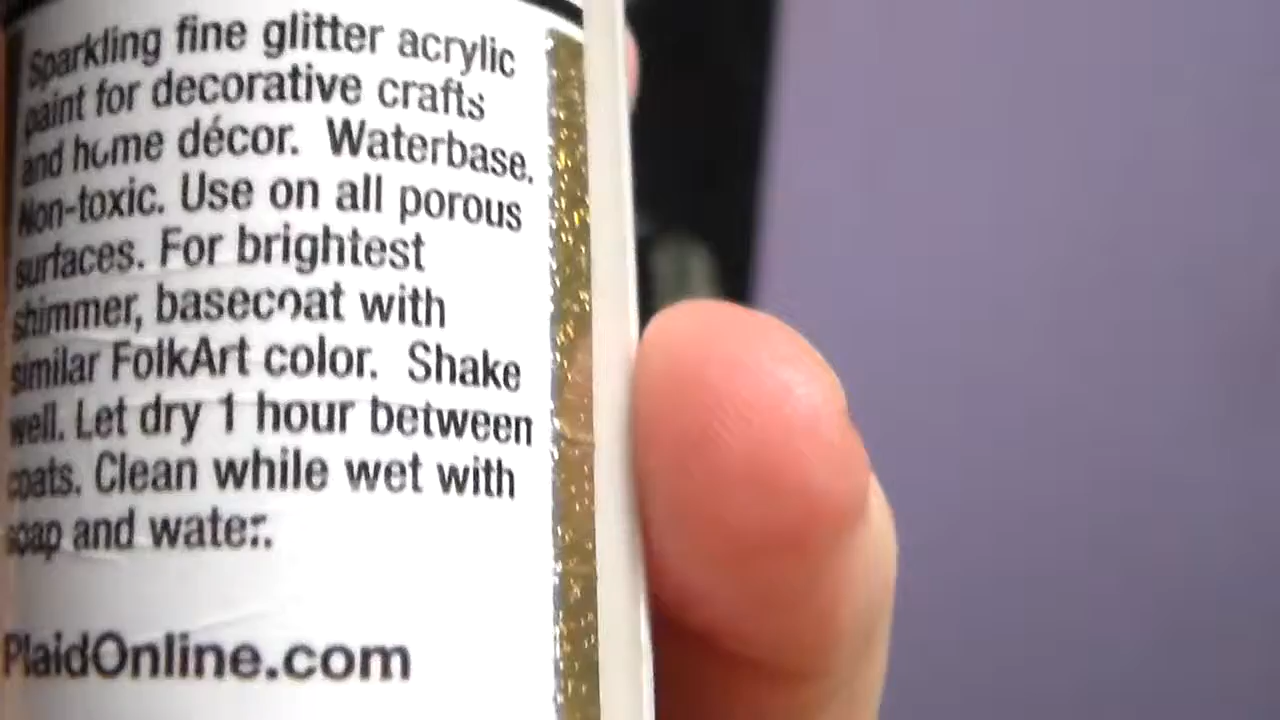 Sparkling fine glitter acrylic
paint for decorative crafts
and home décor. Waterbase.
Non-toxic. Use on all porous
surfaces. For brightest
shimmer, basecoat with
similar FolkArt color. Shake
well. Let dry 1 hour between
coats. Clean while wet with
soap and water.
PlaidOnline.com